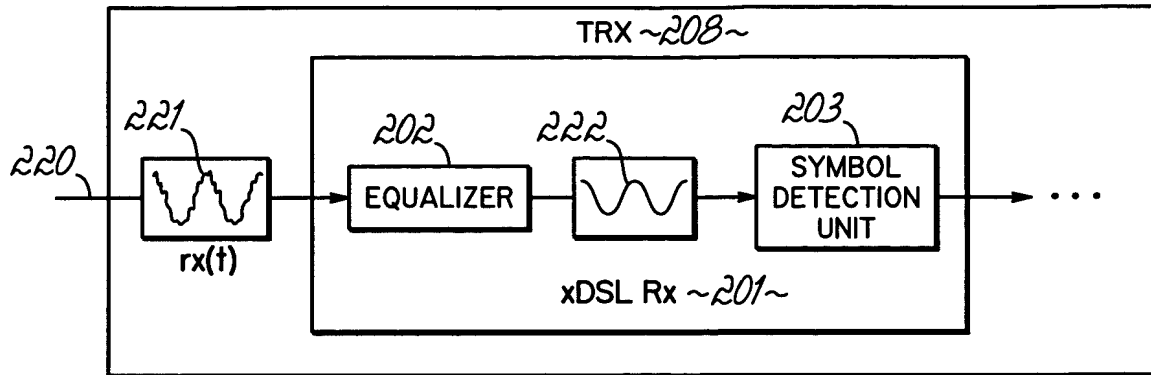 TRX ~208~
221
202
222
203
220
EQUALIZER
SYMBOL
DETECTION
UNIT
...
rx(t)
xDSL Rx ~201~